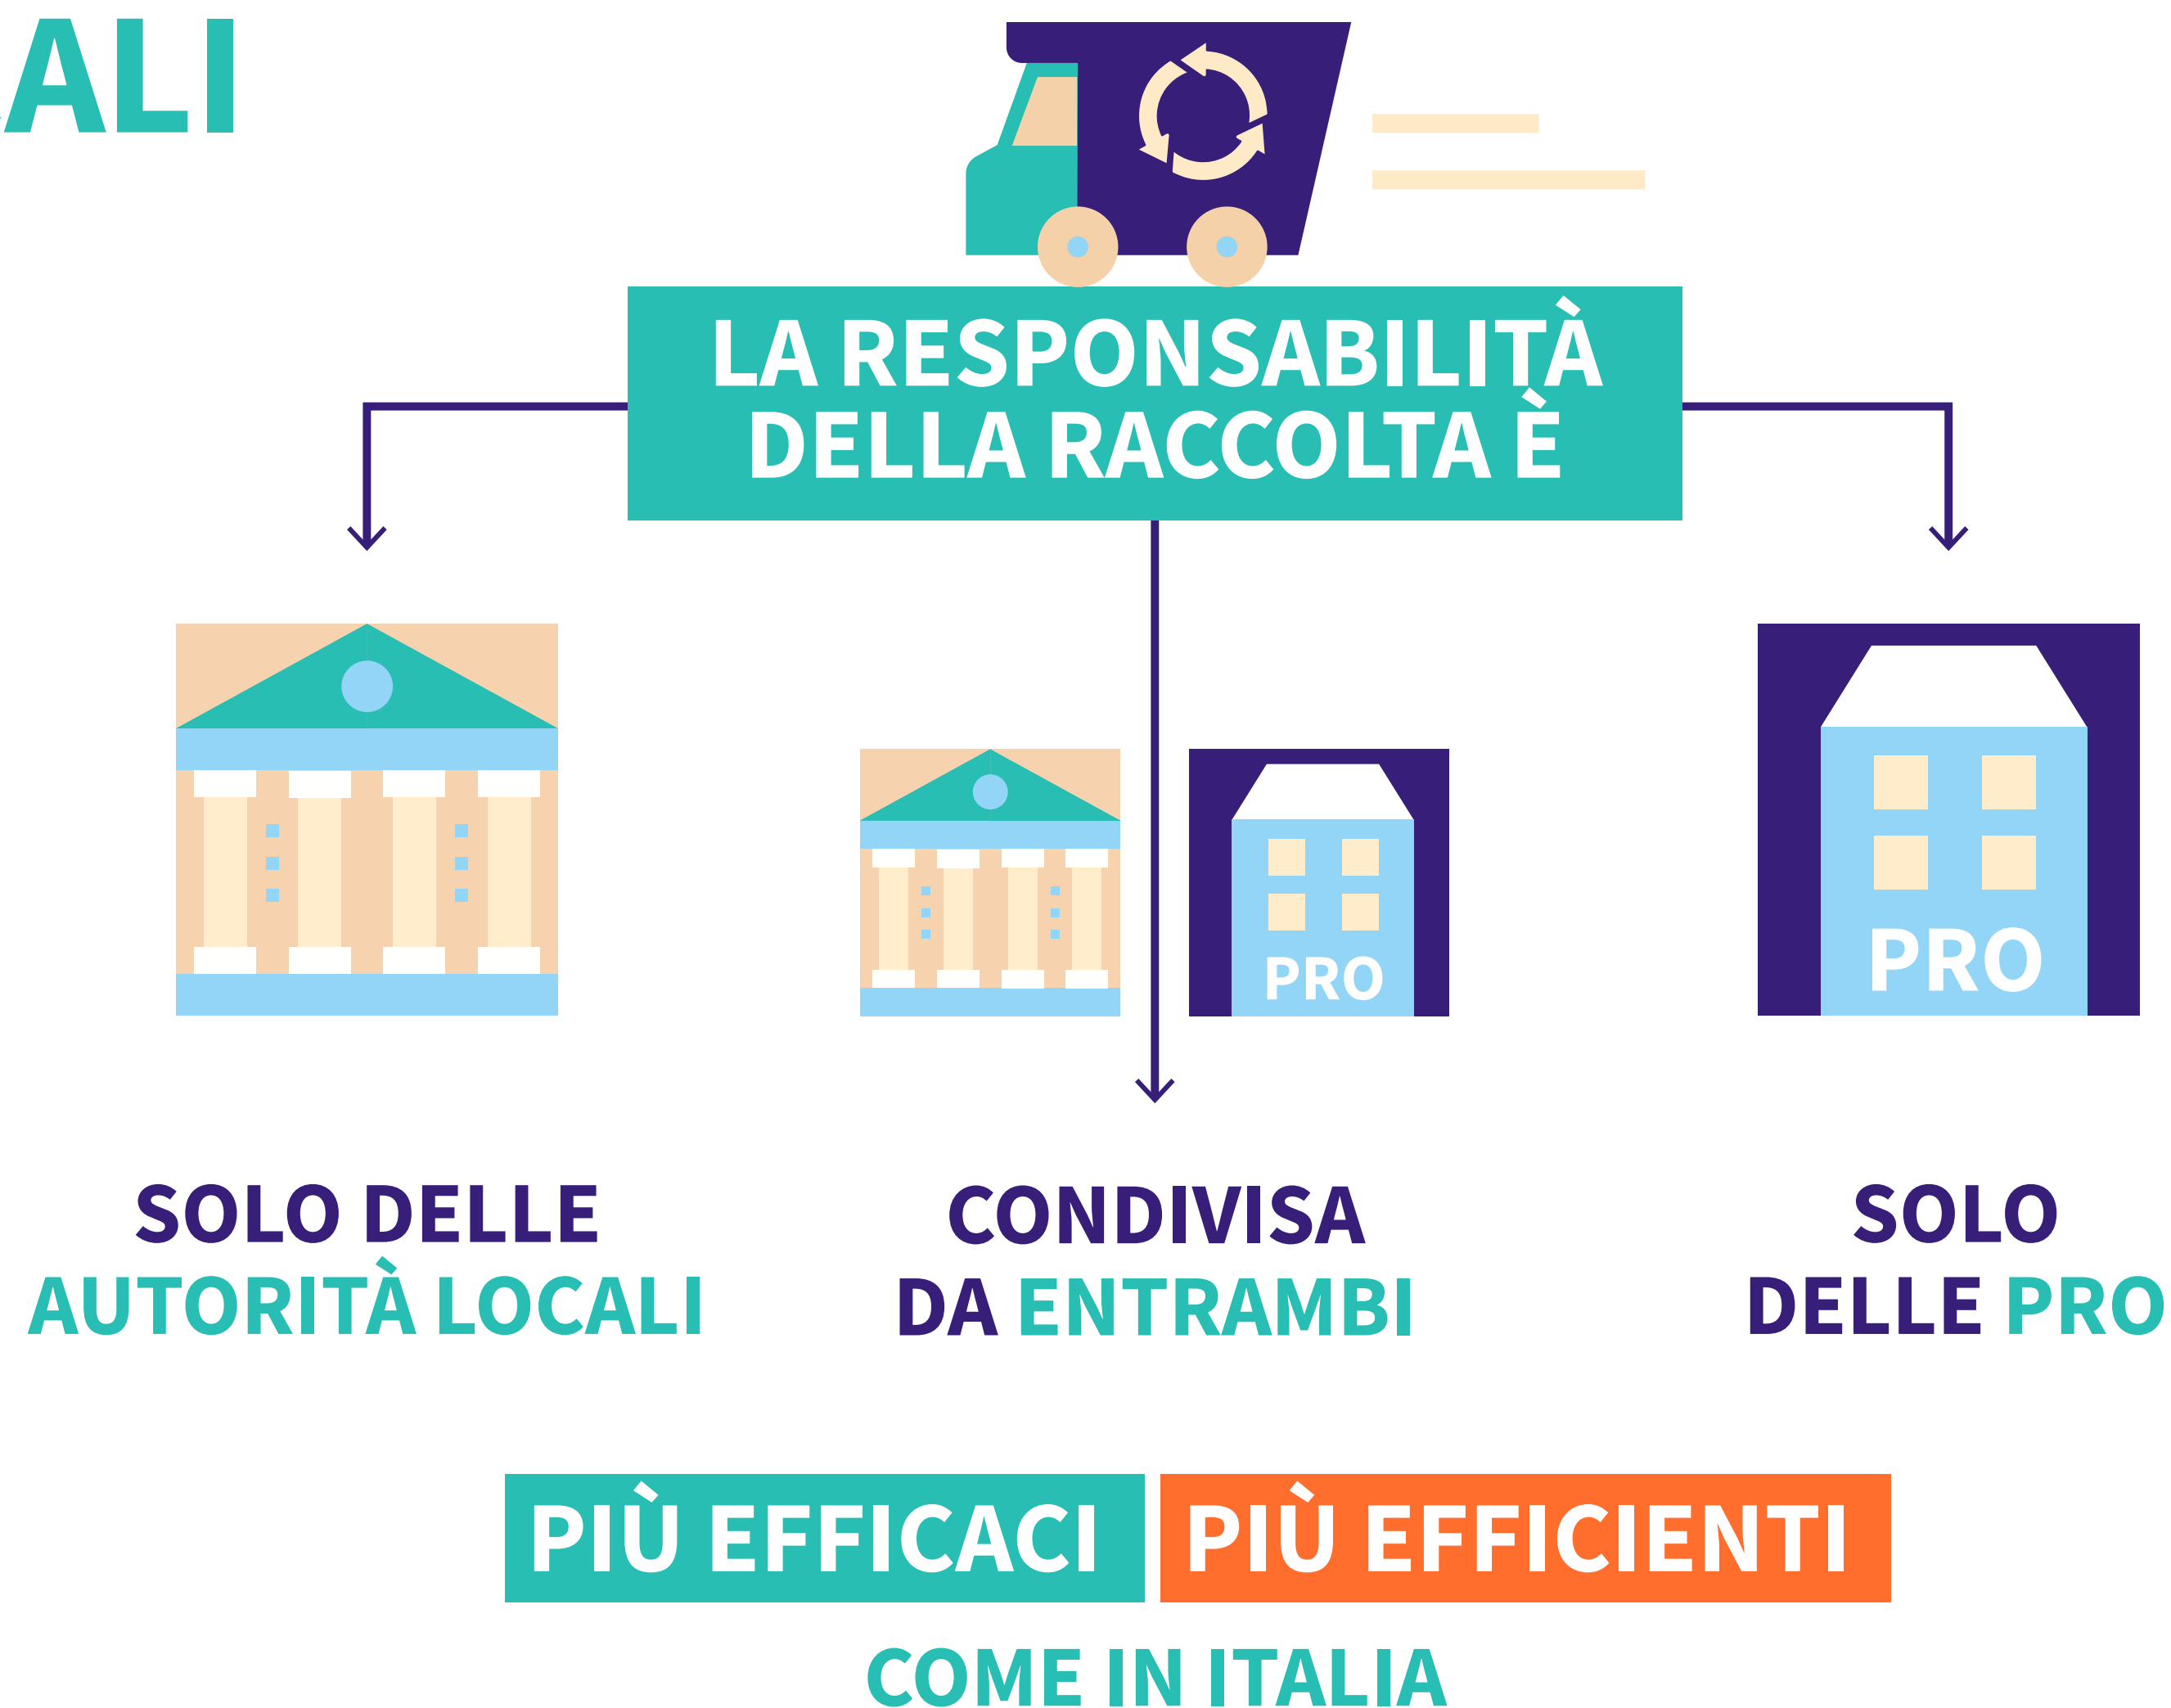 ALI
LA RESPONSABILITÀ
DELLA RACCOLTA È
PRO
PRO
SOLO DELLE
AUTORITÀ LOCALI
CONDIVISA
DA ENTRAMBI
SOLO
DELLE PRO
PIÙ EFFICACI
PIÙ EFFICIENTI
COME IN ITALIA